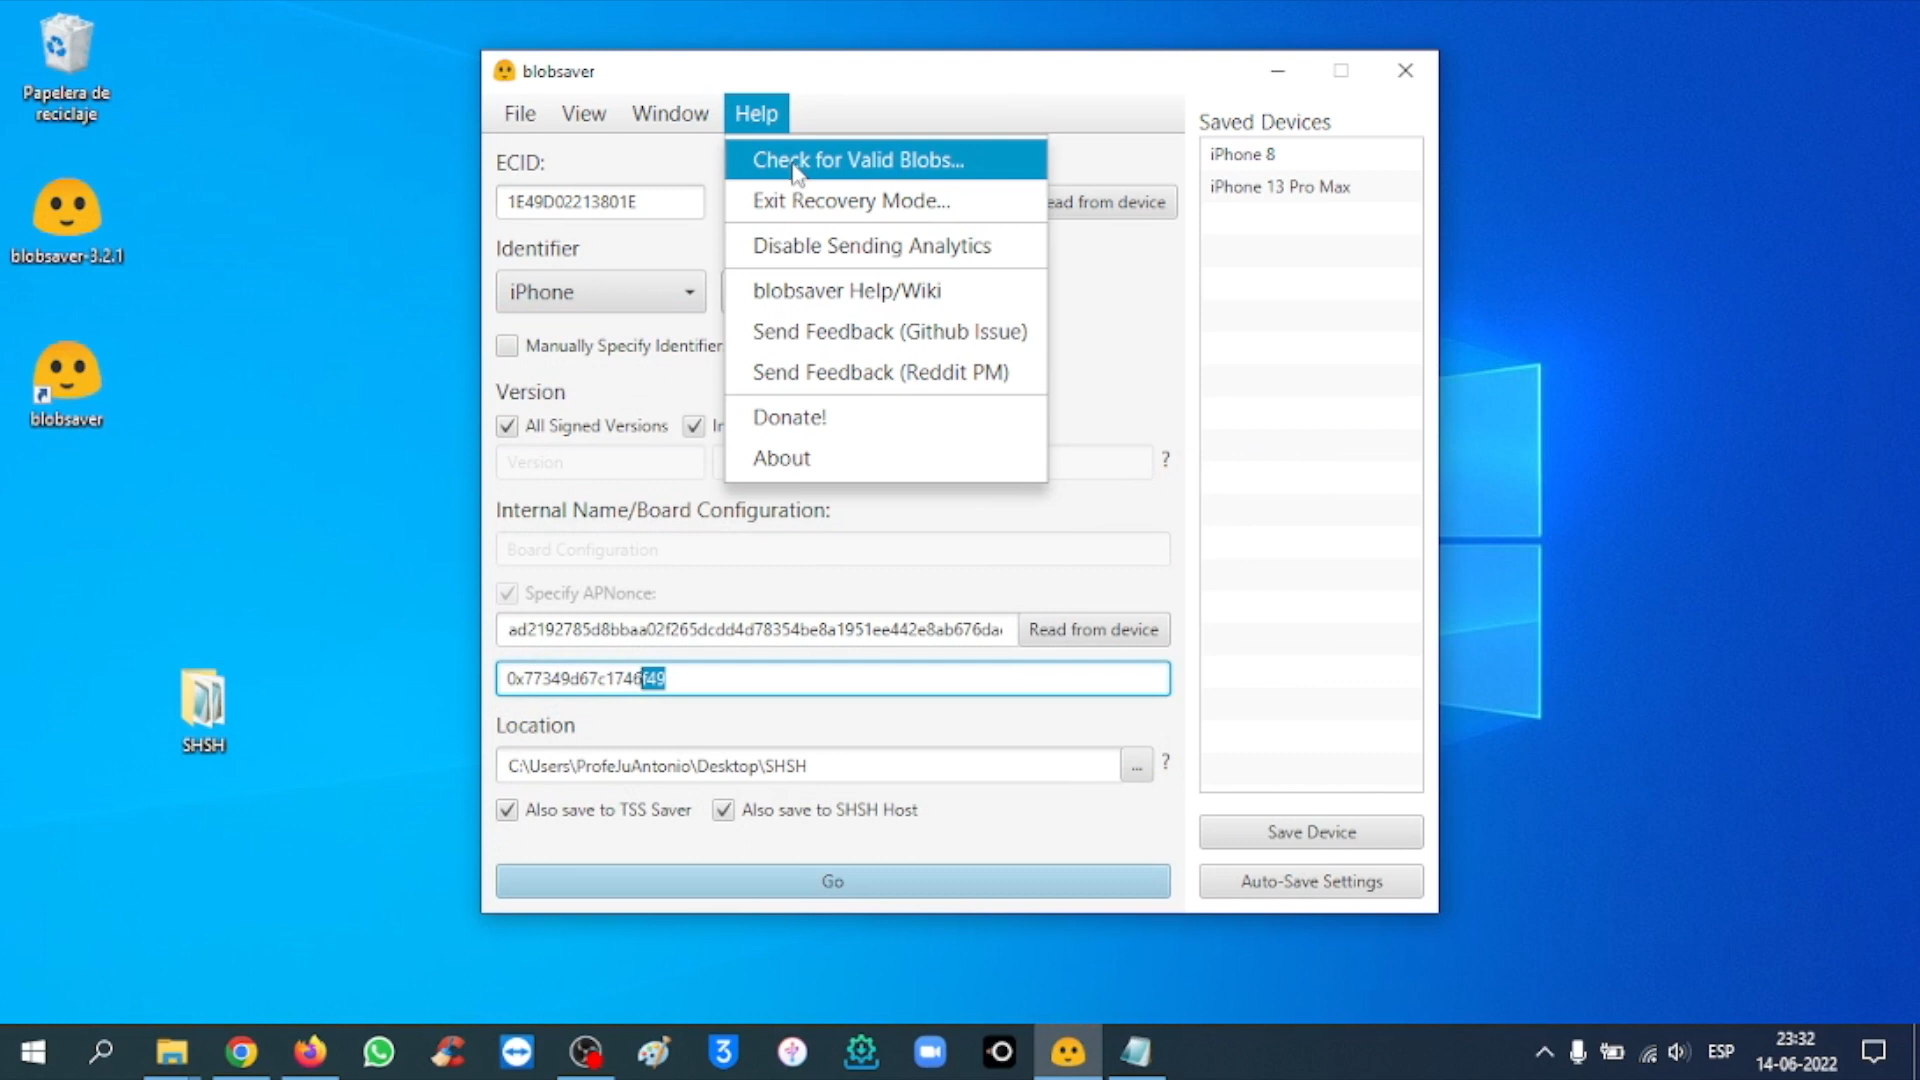 Papelera de
reciclaje
blobsaver-3.2.1
blobsaver
SHSH
blobsaver
File View Window Help
Check for Valid Blobs...
Exit Recovery Mode...
Disable Sending Analytics
blobsaver Help/Wiki
Send Feedback (Github Issue)
Send Feedback (Reddit PM)
Donate!
About
ECID:
1E49D02213801E
ead from device
Identifier
iPhone
Manually Specify Identifier
Version
All Signed Versions
Version
?
Internal Name/Board Configuration:
Board Configuration
Specify APNonce:
ad2192785d8bbaa02f265dcdd4d78354be8a1951ee442e8ab676da
Read from device
0x77349d67c1746f49
Location
C:\Users\ProfeJuAntonio\Desktop\SHSH
...
?
Also save to TSS Saver
Also save to SHSH Host
Go
Saved Devices
iPhone 8
iPhone 13 Pro Max
Save Device
Auto-Save Settings
3
ESP
23:32
14-06-2022